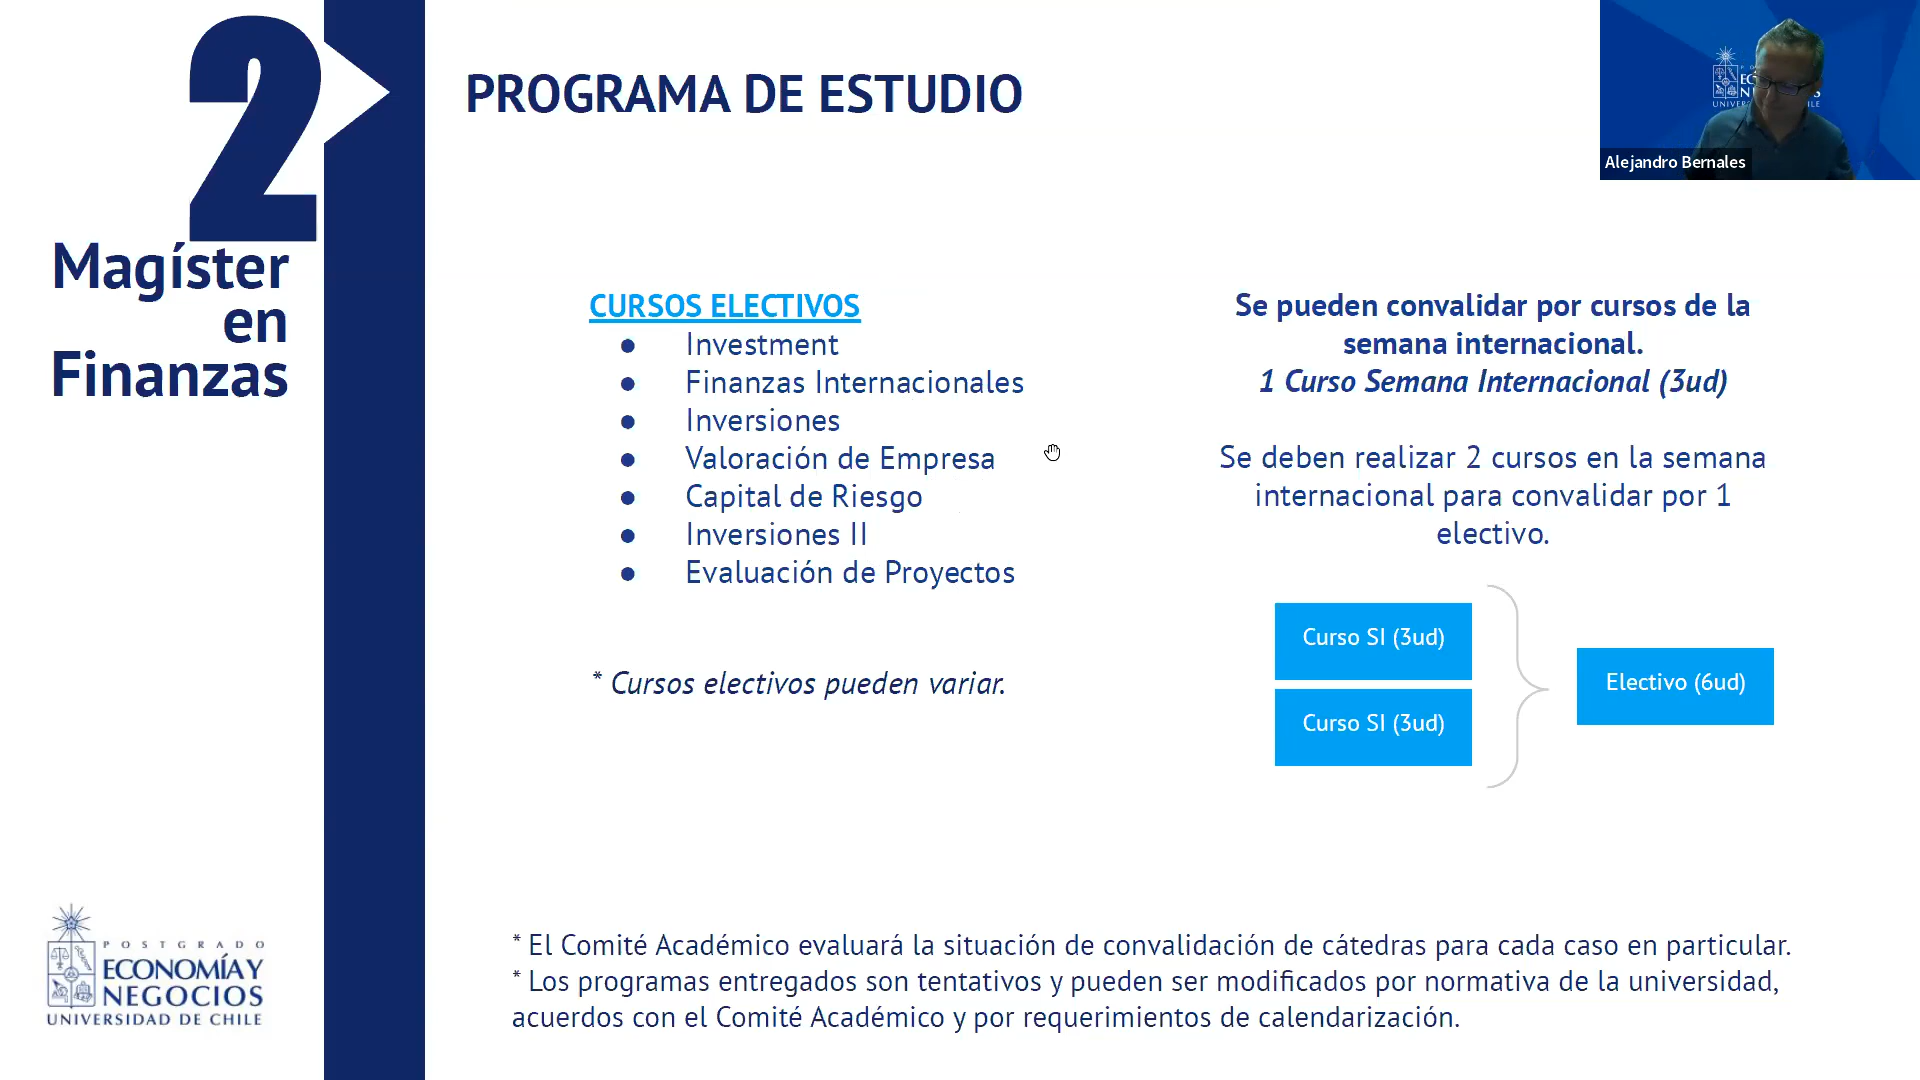 2
Magíster
en
Finanzas
PROGRAMA DE ESTUDIO
CURSOS ELECTIVOS
● Investment
● Finanzas Internacionales
● Inversiones
● Valoración de Empresa
● Capital de Riesgo
● Inversiones II
● Evaluación de Proyectos
* Cursos electivos pueden variar.
Se pueden convalidar por cursos de la
semana internacional.
1 Curso Semana Internacional (3ud)
Se deben realizar 2 cursos en la semana
internacional para convalidar por 1
electivo.
Curso SI (3ud)
Curso SI (3ud)
Electivo (6ud)
* El Comité Académico evaluará la situación de convalidación de cátedras para cada caso en particular.
* Los programas entregados son tentativos y pueden ser modificados por normativa de la universidad,
acuerdos con el Comité Académico y por requerimientos de calendarización.
POSTGRADO
ECONOMÍA Y
NEGOCIOS
UNIVERSIDAD DE CHILE
Alejandro Bernales